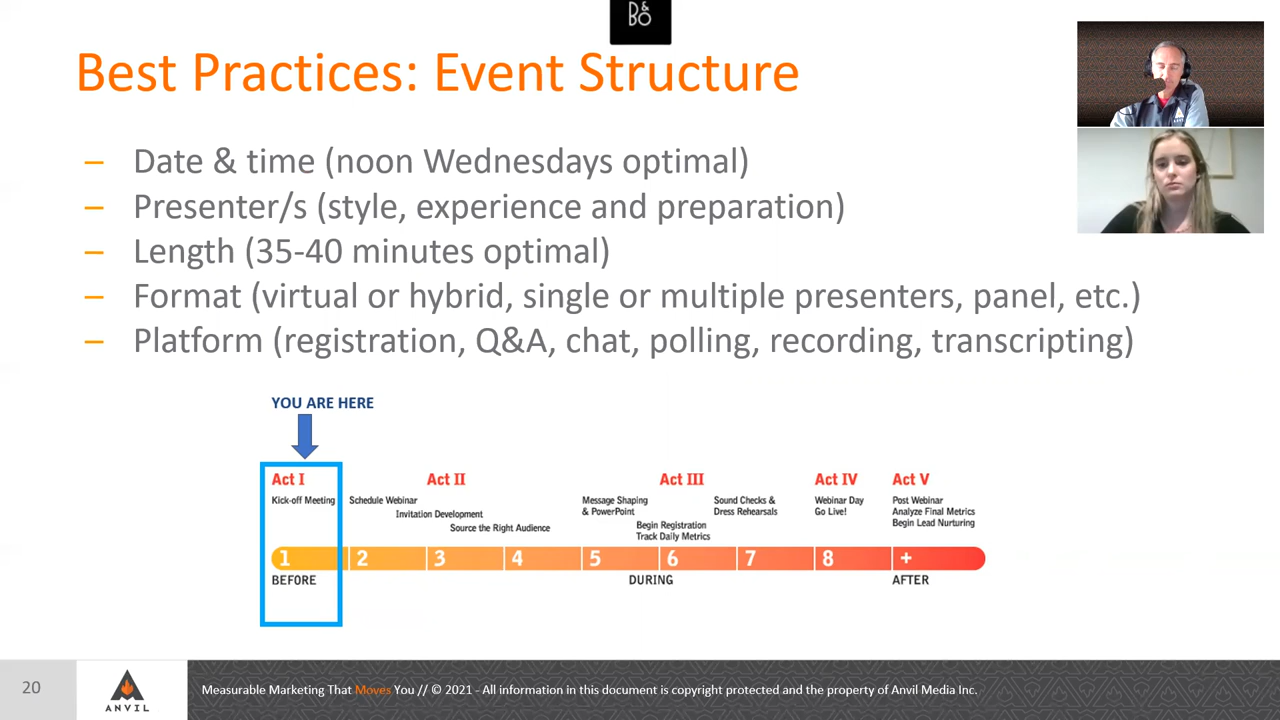 D&
BO
Best Practices: Event Structure
– Date & time (noon Wednesdays optimal)
– Presenter/s (style, experience and preparation)
– Length (35-40 minutes optimal)
– Format (virtual or hybrid, single or multiple presenters, panel, etc.)
– Platform (registration, Q&A, chat, polling, recording, transcripting)
YOU ARE HERE
Act I
Kick-off Meeting
Act II
Schedule Webinar
Invitation Development
Source the Right Audience
Act III
Message Shaping
& PowerPoint
Begin Registration
Track Daily Metrics
Sound Checks &
Dress Rehearsals
Act IV
Webinar Day
Go Live!
Act V
Post Webinar
Analyze Final Metrics
Begin Lead Nurturing
1 2 3 4 5 6 7 8 +
BEFORE DURING AFTER
20
ANVIL
Measurable Marketing That Moves You // © 2021 - All information in this document is copyright protected and the property of Anvil Media Inc.